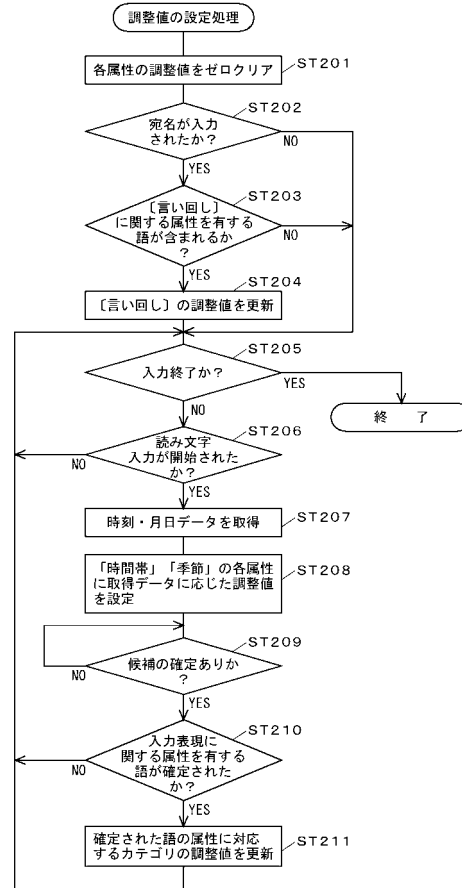 調整値の設定処理
各属性の調整値をゼロクリア
ST201
ST202
宛名が入力
されたか?
NO
YES
ST203
〔言い回し〕
に関する属性を有する
語が含まれるか
?
NO
YES
ST204
〔言い回し〕の調整値を更新
ST205
入力終了か?
YES
NO
終 了
ST206
読み文字
入力が開始された
か?
NO
YES
ST207
時刻・月日データを取得
ST208
「時間帯」「季節」の各属性
に取得データに応じた調整値
を設定
ST209
候補の確定ありか
?
NO
YES
ST210
入力表現に
関する属性を有する
語が確定された
か?
NO
YES
ST211
確定された語の属性に対応
するカテゴリの調整値を更新